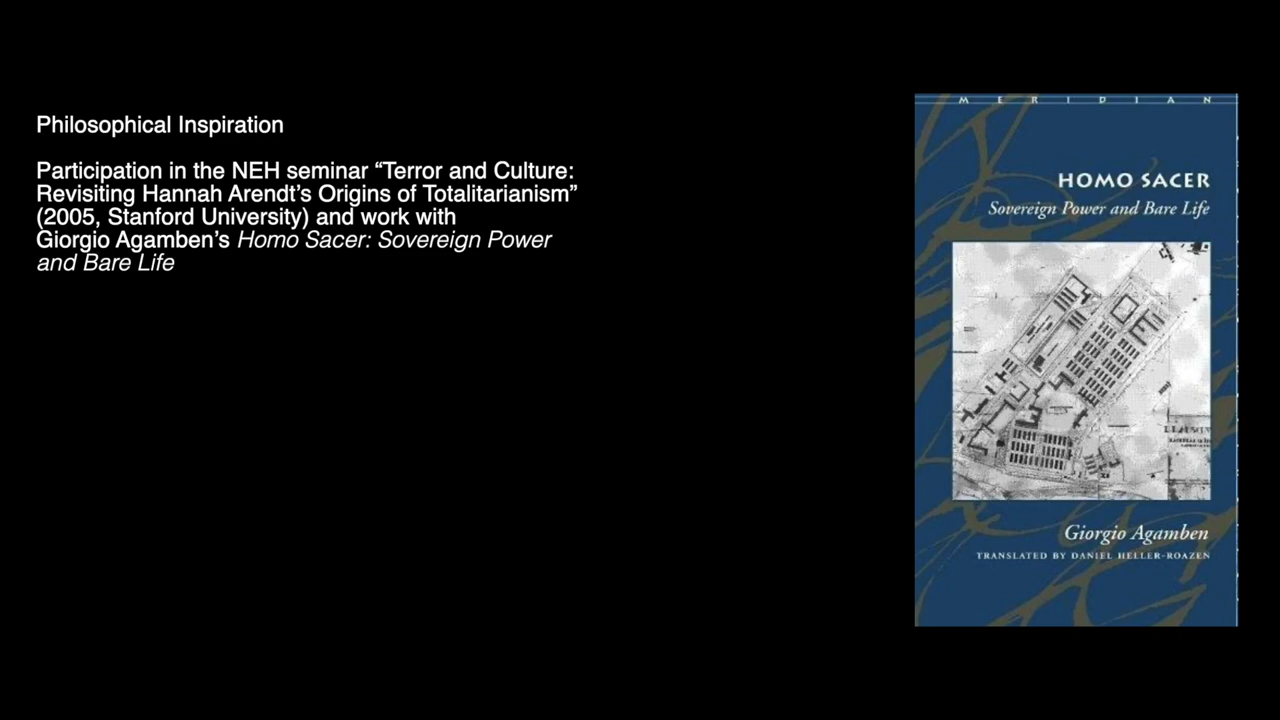 Philosophical Inspiration
Participation in the NEH seminar “Terror and Culture:
Revisiting Hannah Arendt’s Origins of Totalitarianism”
(2005, Stanford University) and work with
Giorgio Agamben’s Homo Sacer: Sovereign Power
and Bare Life
MERIDIAN
HOMO SACER
Sovereign Power and Bare Life
Giorgio Agamben
TRANSLATED BY DANIEL HELLER-ROAZEN